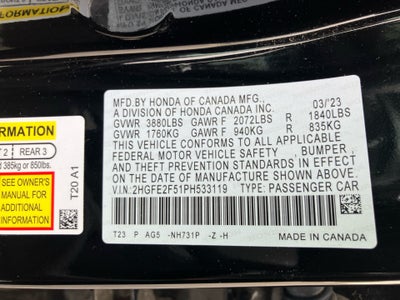 FORMATION
T 2 | REAR 3
d 385kg or 850lbs.
SEE OWNER'S
MANUAL FOR
ADDITIONAL
INFORMATION
T20 A1
MFD.BY HONDA OF CANADA MFG., 03/'23
A DIVISION OF HONDA CANADA INC.
GVWR 3880LBS GAWR F 2072LBS R 1840LBS
GVWR 1760KG GAWR F 940KG R 835KG
THIS VEHICLE CONFORMS TO ALL APPLICABLE
FEDERAL MOTOR VEHICLE SAFETY, BUMPER,
AND THEFT PREVENTION STANDARDS IN EFFECT
ON THE DATE OF MANUFACTURE SHOWN ABOVE.
V.I.N:2HGFE2F51PH533119 TYPE: PASSENGER CAR
T23 P AG5 -NH731P -Z -H
MADE IN CANADA